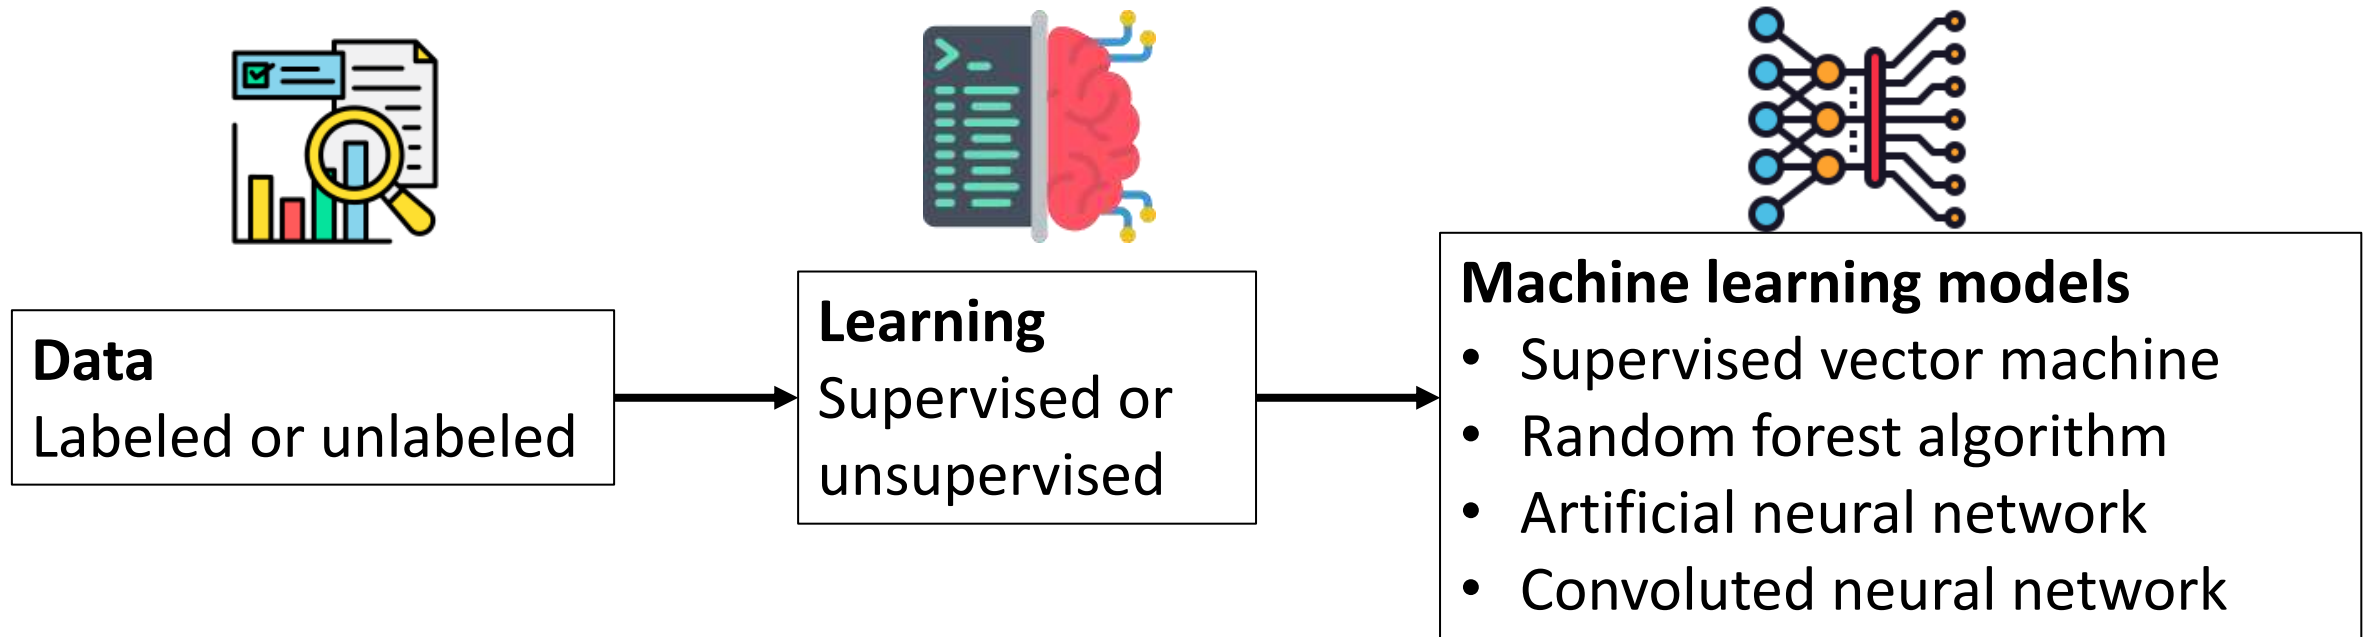 Data
Labeled or unlabeled
Learning
Supervised or
unsupervised
Machine learning models
• Supervised vector machine
• Random forest algorithm
• Artificial neural network
• Convoluted neural network